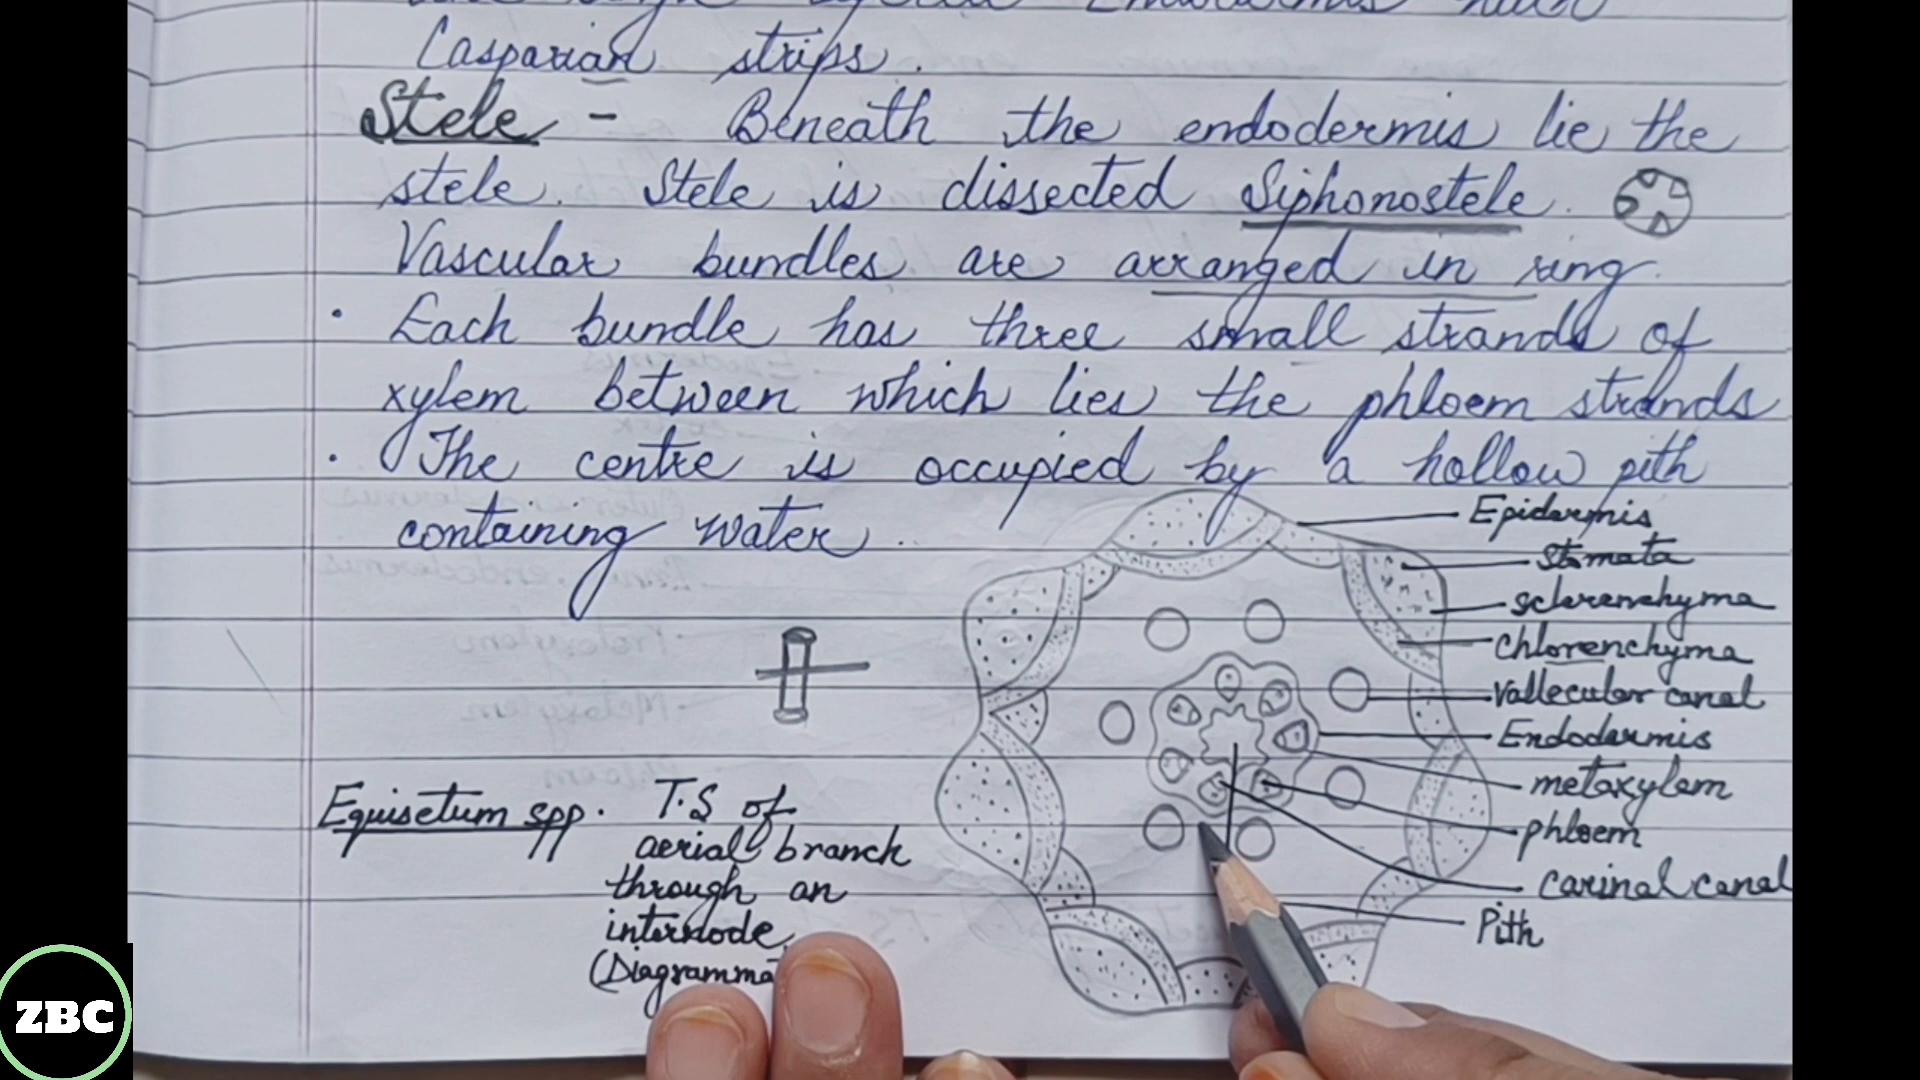 Casparian strips.
Stele - Beneath the endodermis lie the
stele. Stele is dissected Siphonostele.
Vascular bundles are arranged in ring.
· Each bundle has three small strands of
xylem between which lies the phloem strands
· The centre is occupied by a hollow pith
containing water.
Epidermis
Stomata
sclerenchyma
chlorenchyma
Vallecular canal
Endodermis
metaxylem
phloem
carinal canal
Pith
Equisetum spp. T.S of
aerial branch
through an
internode
(Diagramma
ZBC